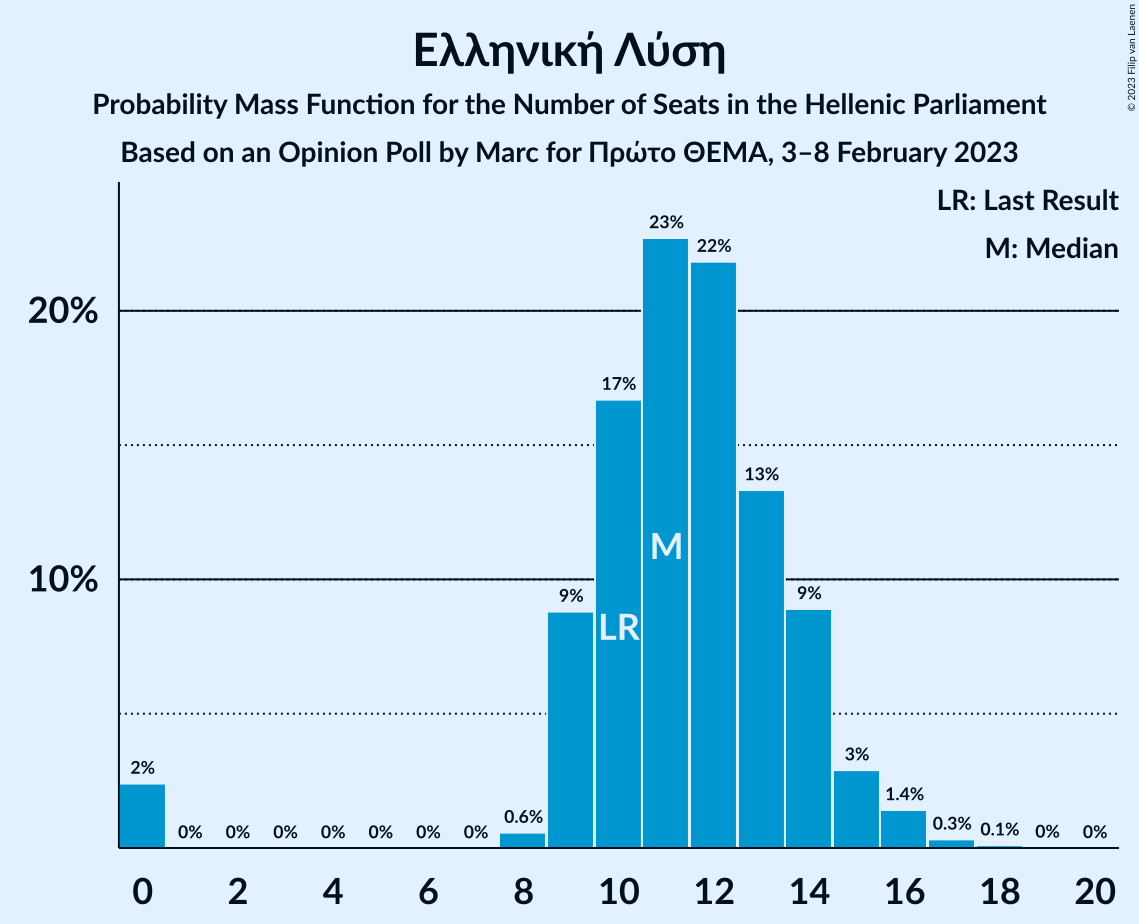 Ελληνική Λύση
Probability Mass Function for the Number of Seats in the Hellenic Parliament
Based on an Opinion Poll by Marc for Πρώτο ΘΕΜΑ, 3–8 February 2023
© 2023 Filip van Laenen
LR: Last Result
M: Median
23%
22%
20%
17%
13%
M
10%
9%
9%
LR
3%
2%
1.4%
0.6%
0.3%
0.1%
0% 0% 0% 0% 0% 0% 0% 0% 0%
0 2 4 6 8 10 12 14 16 18 20